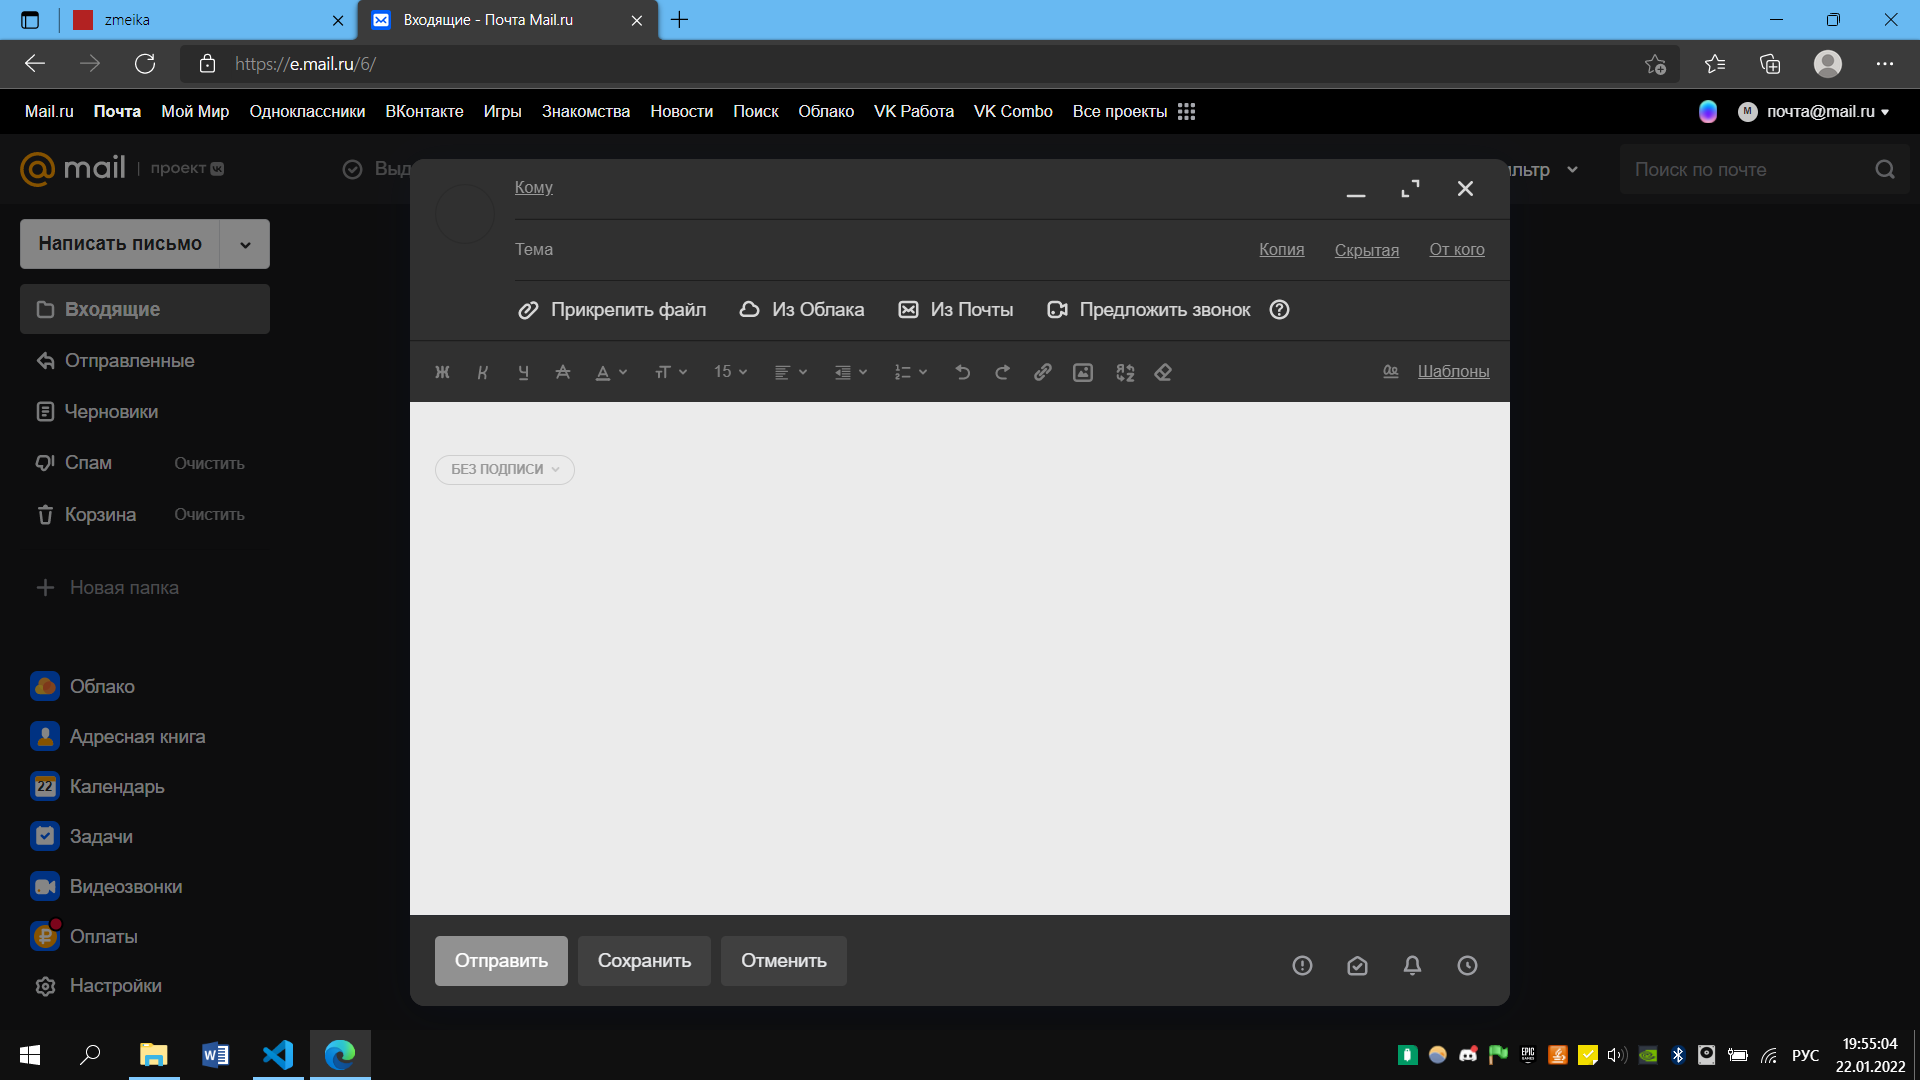 zmeika
Входящие - Почта Mail.ru
https://e.mail.ru/6/
Mail.ru Почта Мой Мир Одноклассники ВКонтакте Игры Знакомства Новости Поиск Облако VK Работа VK Combo Все проекты
M почта@mail.ru
@mail проект
Выд
льтр
Поиск по почте
Написать письмо
Входящие
Отправленные
Черновики
Спам Очистить
Корзина Очистить
Новая папка
Облако
Адресная книга
22 Календарь
Задачи
Видеозвонки
Оплаты
Настройки
Кому
Тема
Копия Скрытая От кого
Прикрепить файл Из Облака Из Почты Предложить звонок
Ж К Ч А А тТ 15
Шаблоны
БЕЗ ПОДПИСИ
Отправить Сохранить Отменить
EPIC
РУС
19:55:04
22.01.2022